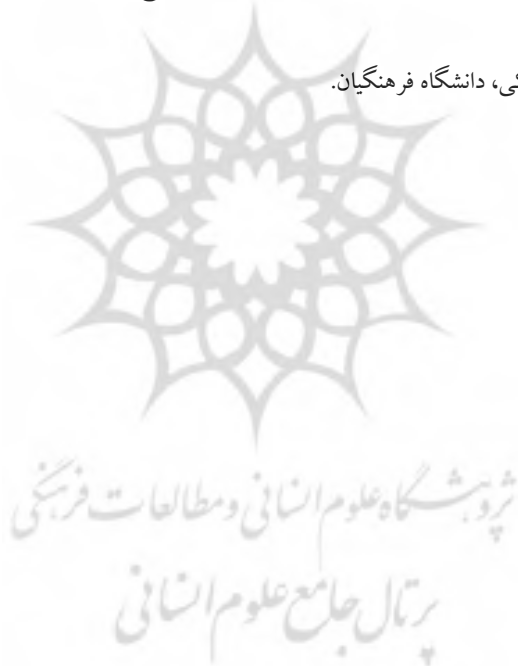 دانشگاه فرهنگیان.
پژوهشگاه علوم انسانی و مطالعات فرهنگی
پرتال جامع علوم انسانی